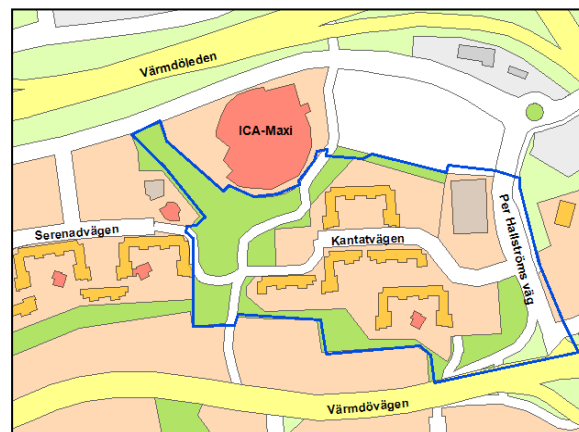 Värmdöleden
ICA-Maxi
Serenadvägen
Kantatvägen
Per Hallströms väg
Värmdövägen